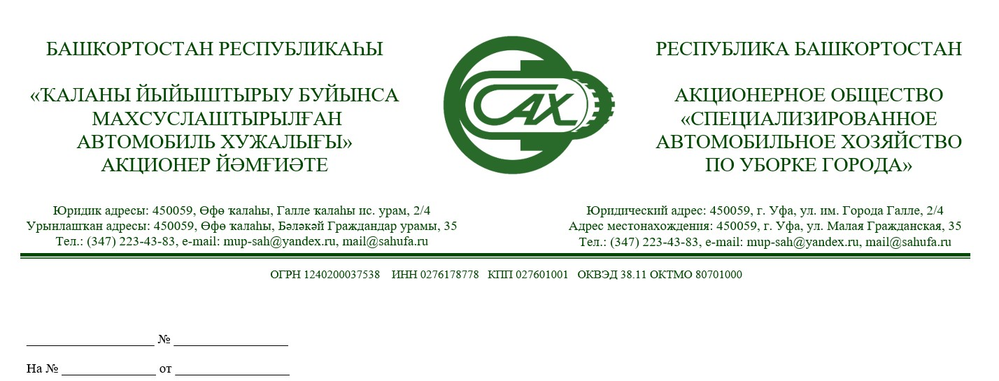 БАШКОРТОСТАН РЕСПУБЛИКАҺЫ
«ҠАЛАНЫ ЙЫЙЫШТЫРЫУ БУЙЫНСА
МАХСУСЛАШТЫРЫЛҒАН
АВТОМОБИЛЬ ХУЖАЛЫҒЫ»
АКЦИОНЕР ЙӘМҒИӘТЕ
Юридик адресы: 450059, Өфө ҡалаһы, Галле ҡалаһы ис. урам, 2/4
Урынлашҡан адресы: 450059, Өфө ҡалаһы, Бәләкәй Граждандар урамы, 35
Тел.: (347) 223-43-83, e-mail: mup-sah@yandex.ru, mail@sahufa.ru
САХ
РЕСПУБЛИКА БАШКОРТОСТАН
АКЦИОНЕРНОЕ ОБЩЕСТВО
«СПЕЦИАЛИЗИРОВАННОЕ
АВТОМОБИЛЬНОЕ ХОЗЯЙСТВО
ПО УБОРКЕ ГОРОДА»
Юридический адрес: 450059, г. Уфа, ул. им. Города Галле, 2/4
Адрес местонахождения: 450059, г. Уфа, ул. Малая Гражданская, 35
Тел.: (347) 223-43-83, e-mail: mup-sah@yandex.ru, mail@sahufa.ru
ОГРН 1240200037538 ИНН 0276178778 КПП 027601001 ОКВЭД 38.11 ОКТМО 80701000
____________________ № __________________
На № _______________ от __________________